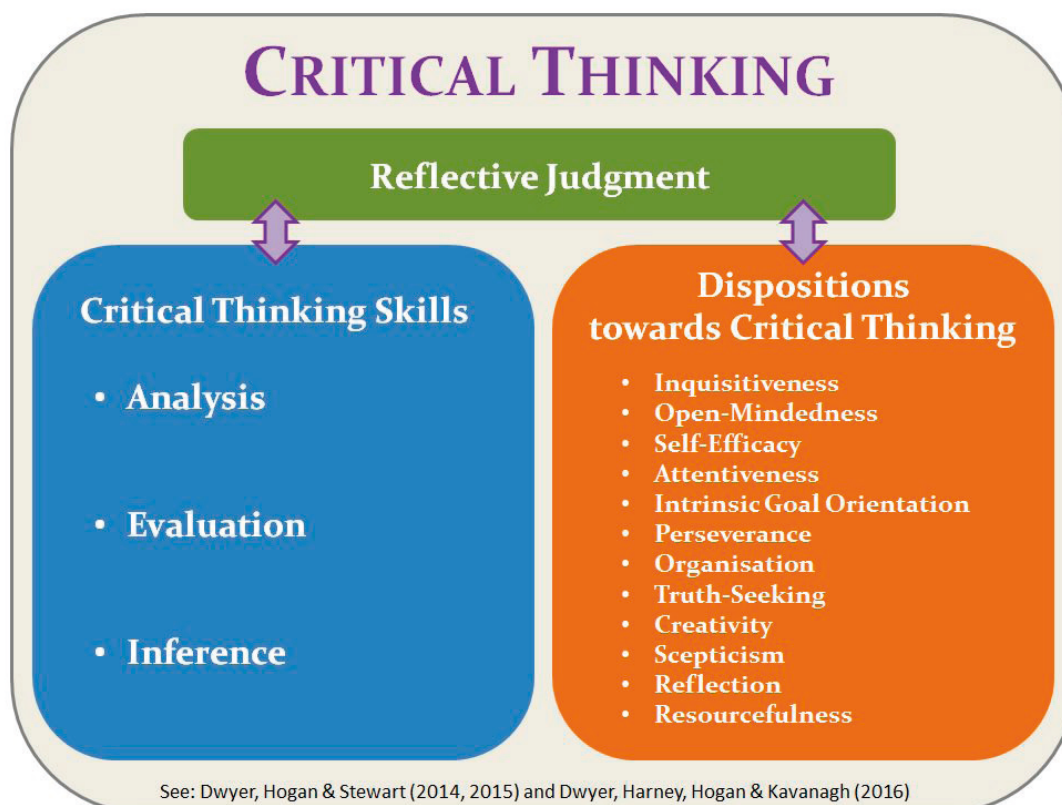 CRITICAL THINKING
Reflective Judgment
Critical Thinking Skills
• Analysis
• Evaluation
• Inference
Dispositions
towards Critical Thinking
• Inquisitiveness
• Open-Mindedness
• Self-Efficacy
• Attentiveness
• Intrinsic Goal Orientation
• Perseverance
• Organisation
• Truth-Seeking
• Creativity
• Scepticism
• Reflection
• Resourcefulness
See: Dwyer, Hogan & Stewart (2014, 2015) and Dwyer, Harney, Hogan & Kavanagh (2016)